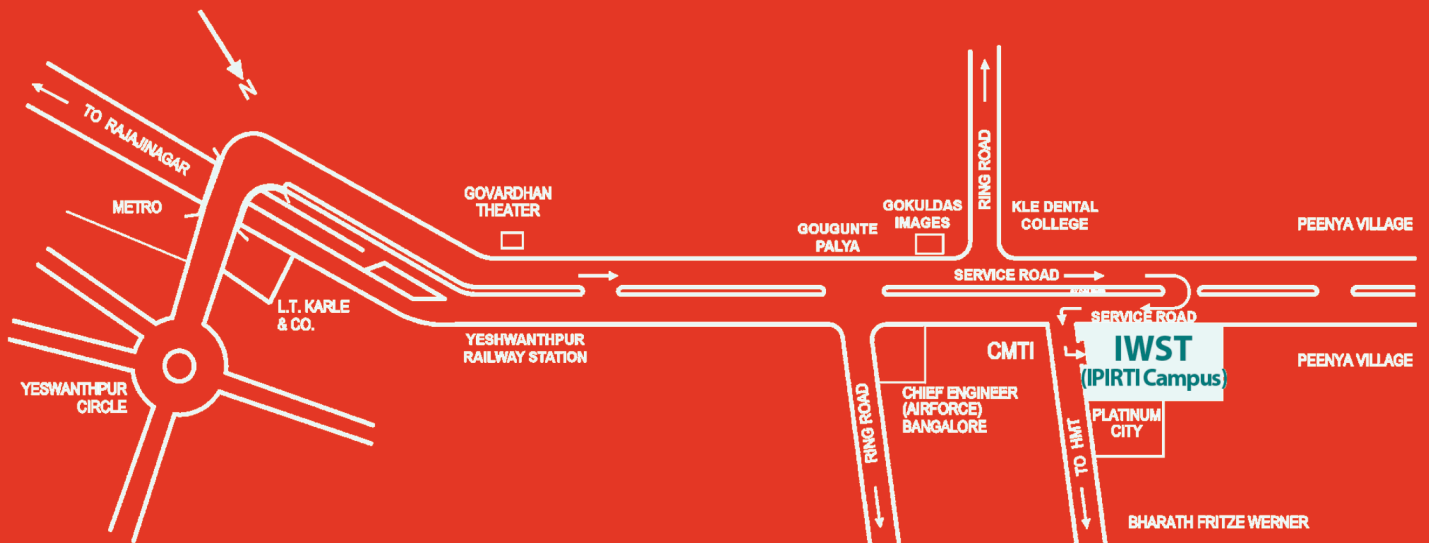 N
TO RAJAJINAGAR
METRO
GOVARDHAN
THEATER
GOUGUNTE
PALYA
GOKULDAS
IMAGES
RING ROAD
KLE DENTAL
COLLEGE
PEENYA VILLAGE
SERVICE ROAD
SERVICE ROAD
L.T. KARLE
& CO.
YESHWANTHPUR
RAILWAY STATION
CMTI
IWST
(IPIRTI Campus)
PEENYA VILLAGE
YESWANTHPUR
CIRCLE
RING ROAD
CHIEF ENGINEER
(AIRFORCE)
BANGALORE
TO HMT
PLATINUM
CITY
BHARATH FRITZE WERNER